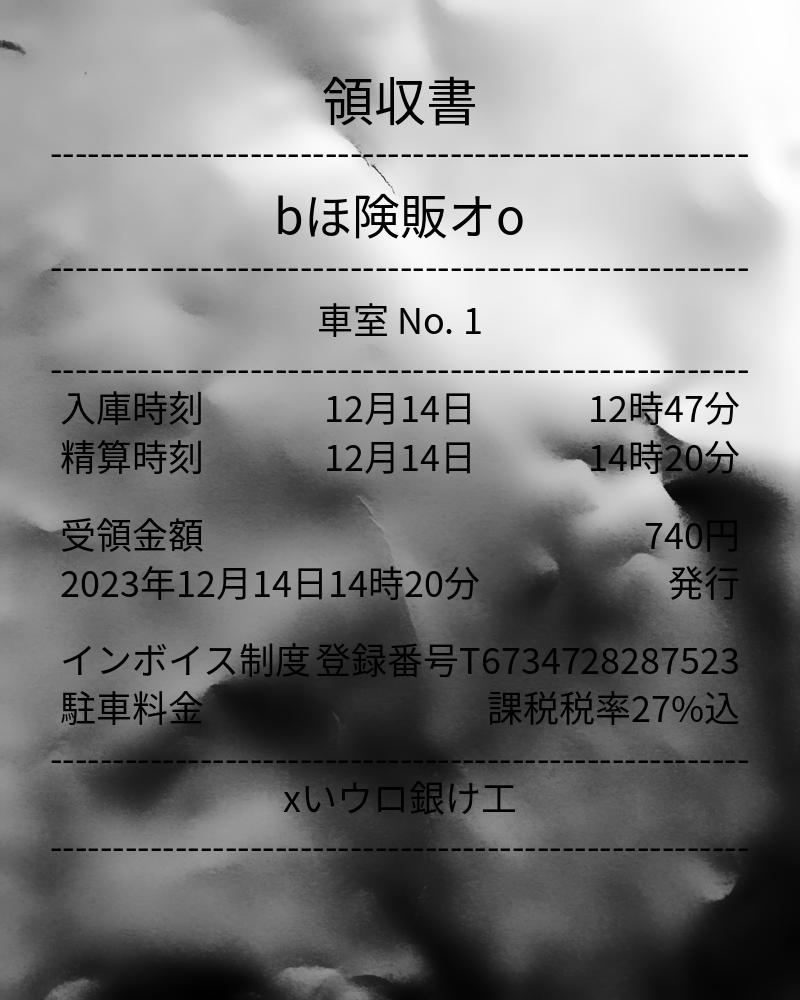 領収書
bほ険販オo
車室 No. 1
入庫時刻 12月14日 12時47分
精算時刻 12月14日 14時20分
受領金額 740円
2023年12月14日14時20分 発行
インボイス制度 登録番号T6734728287523
駐車料金 課税税率27%込
xいウロ銀け工